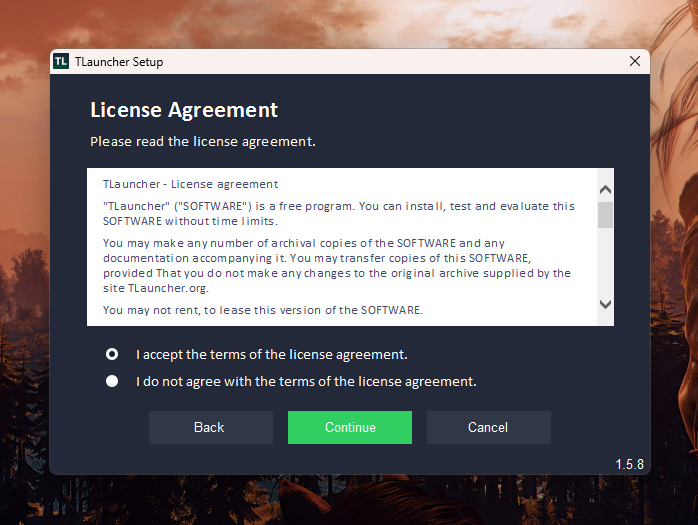 TL TLauncher Setup
License Agreement
Please read the license agreement.
TLauncher - License agreement
"TLauncher" ("SOFTWARE") is a free program. You can install, test and evaluate this
SOFTWARE without time limits.
You may make any number of archival copies of the SOFTWARE and any
documentation accompanying it. You may transfer copies of this SOFTWARE,
provided That you do not make any changes to the original archive supplied by the
site TLauncher.org.
You may not rent, to lease this version of the SOFTWARE.
I accept the terms of the license agreement.
I do not agree with the terms of the license agreement.
Back Continue Cancel
1.5.8